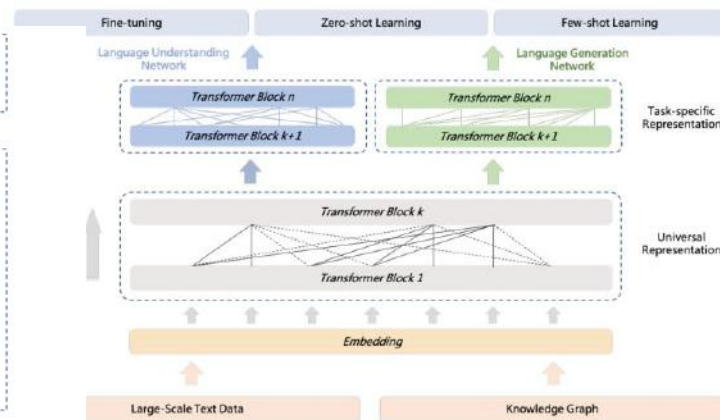 Fine-tuning
Zero-shot Learning
Few-shot Learning
Language Understanding
Network
Language Generation
Network
Transformer Block n
Transformer Block n
Transformer Block k+1
Transformer Block k+1
Task-specific
Representation
Transformer Block k
Universal
Representation
Transformer Block 1
Embedding
Large-Scale Text Data
Knowledge Graph